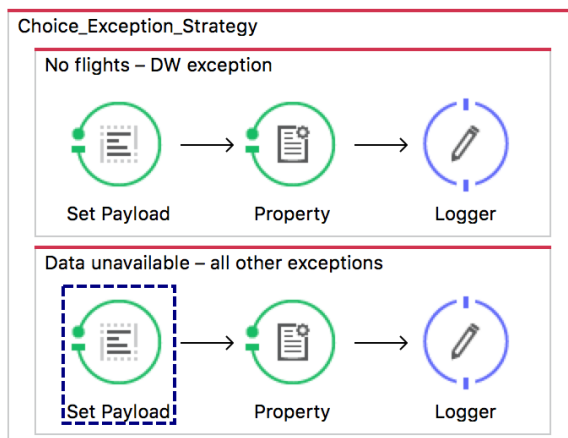 Choice_Exception_Strategy
No flights – DW exception
Set Payload Property Logger
Data unavailable – all other exceptions
Set Payload Property Logger